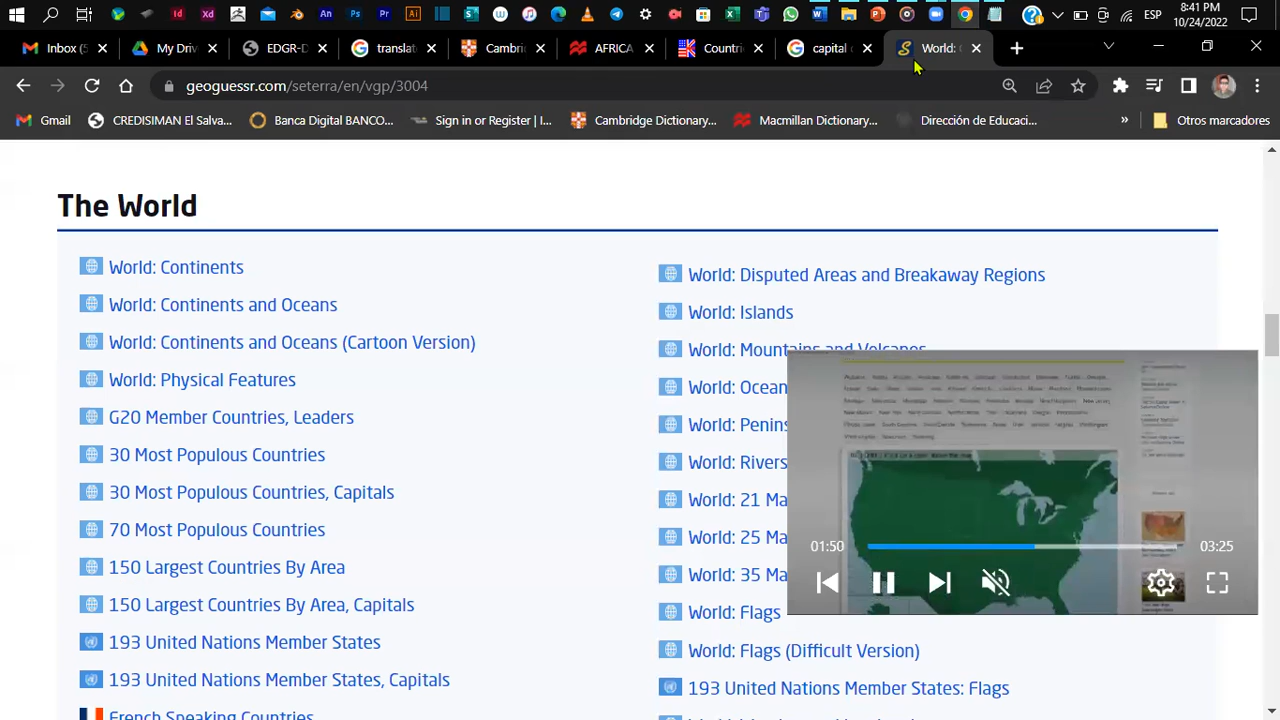 8:41 PM
ESP
10/24/2022
Inbox (5
My Driv
EDGR-D
translat
Cambri
AFRICA
Countri
capital
World:
geoguessr.com/seterra/en/vgp/3004
Gmail
CREDISIMAN El Salva...
Banca Digital BANCO...
Sign in or Register | I...
Cambridge Dictionary...
Macmillan Dictionary...
Dirección de Educaci...
»
Otros marcadores
The World
World: Continents
World: Continents and Oceans
World: Continents and Oceans (Cartoon Version)
World: Physical Features
G20 Member Countries, Leaders
30 Most Populous Countries
30 Most Populous Countries, Capitals
70 Most Populous Countries
150 Largest Countries By Area
150 Largest Countries By Area, Capitals
193 United Nations Member States
193 United Nations Member States, Capitals
French Speaking Countries
World: Disputed Areas and Breakaway Regions
World: Islands
World: Mountains and Volcanoes
World: Ocean
World: Penins
World: Rivers
World: 21 Ma
World: 25 Ma
World: 35 Ma
World: Flags
World: Flags (Difficult Version)
193 United Nations Member States: Flags
01:50
03:25